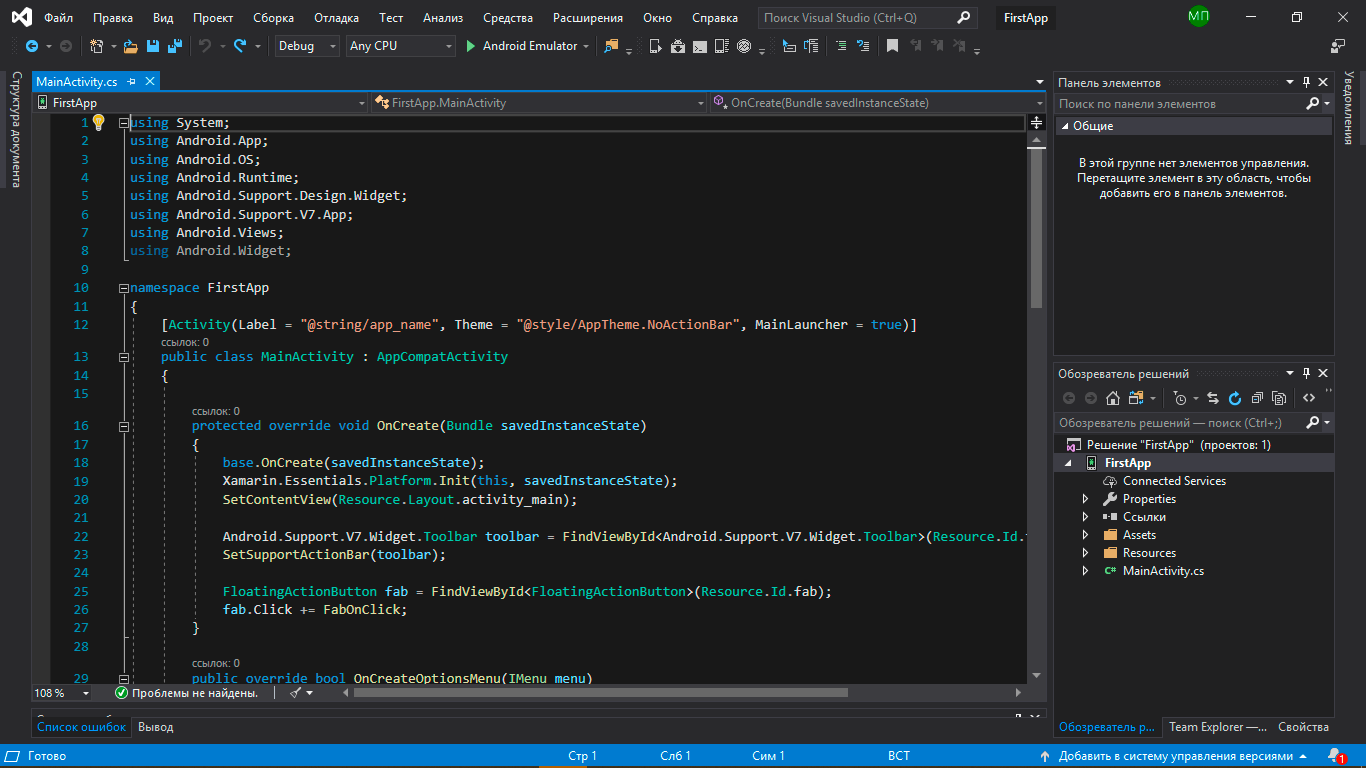 Файл Правка Вид Проект Сборка Отладка Тест Анализ Средства Расширения Окно Справка Поиск Visual Studio (Ctrl+Q) FirstApp МП
Debug Any CPU Android Emulator
Структура документа
MainActivity.cs
FirstApp FirstApp.MainActivity OnCreate(Bundle savedInstanceState)
1 using System;
2 using Android.App;
3 using Android.OS;
4 using Android.Runtime;
5 using Android.Support.Design.Widget;
6 using Android.Support.V7.App;
7 using Android.Views;
8 using Android.Widget;
9
10 namespace FirstApp
11 {
12 [Activity(Label = "@string/app_name", Theme = "@style/AppTheme.NoActionBar", MainLauncher = true)]
ссылок: 0
13 public class MainActivity : AppCompatActivity
14 {
15
ссылок: 0
16 protected override void OnCreate(Bundle savedInstanceState)
17 {
18 base.OnCreate(savedInstanceState);
19 Xamarin.Essentials.Platform.Init(this, savedInstanceState);
20 SetContentView(Resource.Layout.activity_main);
21
22 Android.Support.V7.Widget.Toolbar toolbar = FindViewById<Android.Support.V7.Widget.Toolbar>(Resource.Id.
23 SetSupportActionBar(toolbar);
24
25 FloatingActionButton fab = FindViewById<FloatingActionButton>(Resource.Id.fab);
26 fab.Click += FabOnClick;
27 }
28
ссылок: 0
29 public override bool OnCreateOptionsMenu(IMenu menu)
108 % Проблемы не найдены.
Список ошибок Вывод
Панель элементов
Поиск по панели элементов
Общие
В этой группе нет элементов управления.
Перетащите элемент в эту область, чтобы
добавить его в панель элементов.
Обозреватель решений
Обозреватель решений — поиск (Ctrl+;)
Решение "FirstApp" (проектов: 1)
FirstApp
Connected Services
Properties
Ссылки
Assets
Resources
MainActivity.cs
Обозреватель р... Team Explorer —... Свойства
Уведомления
Готово Стр 1 Слб 1 Сим 1 ВСТ Добавить в систему управления версиями 1